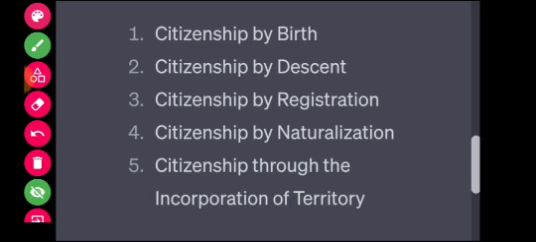 1. Citizenship by Birth
2. Citizenship by Descent
3. Citizenship by Registration
4. Citizenship by Naturalization
5. Citizenship through the
Incorporation of Territory